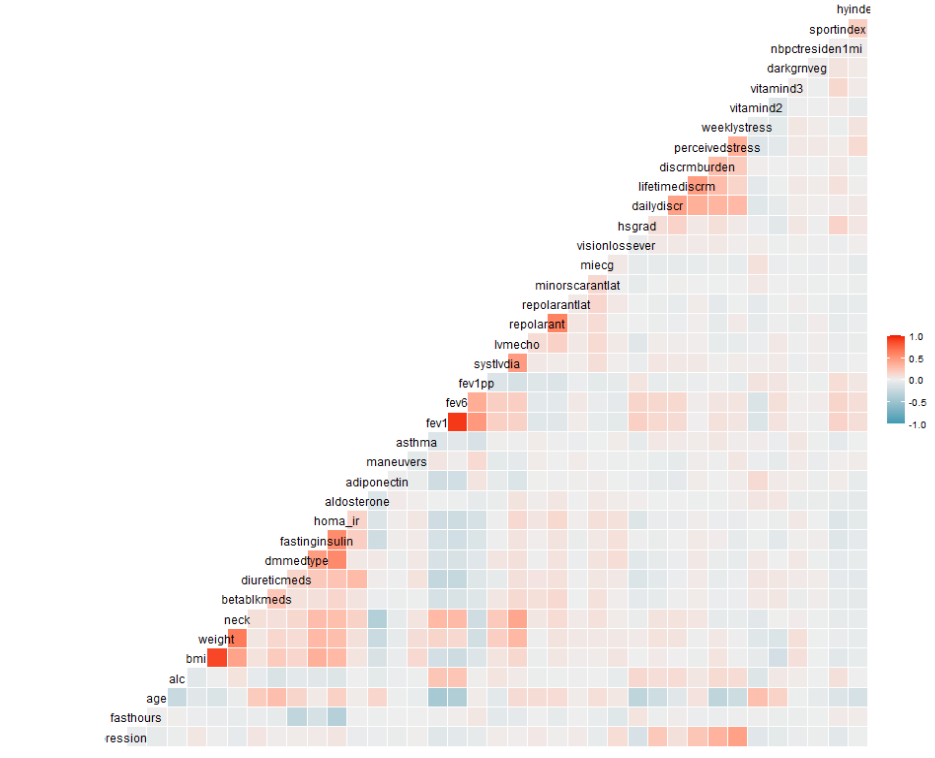 hyinde
sportindex
nbpctresiden1mi
darkgrnveg
vitamind3
vitamind2
weeklystress
perceivedstress
discrmburden
lifetimediscrm
dailydiscr
hsgrad
visionlossever
miecg
minorscarantlat
repolarantlat
repolarant
lvmecho
systlvdia
fev1pp
fev6
fev1
asthma
maneuvers
adiponectin
aldosterone
homa_ir
fastinginsulin
dmmedtype
diureticmeds
betablkmeds
neck
weight
bmi
alc
age
fasthours
ression
1.0
0.5
0.0
-0.5
-1.0